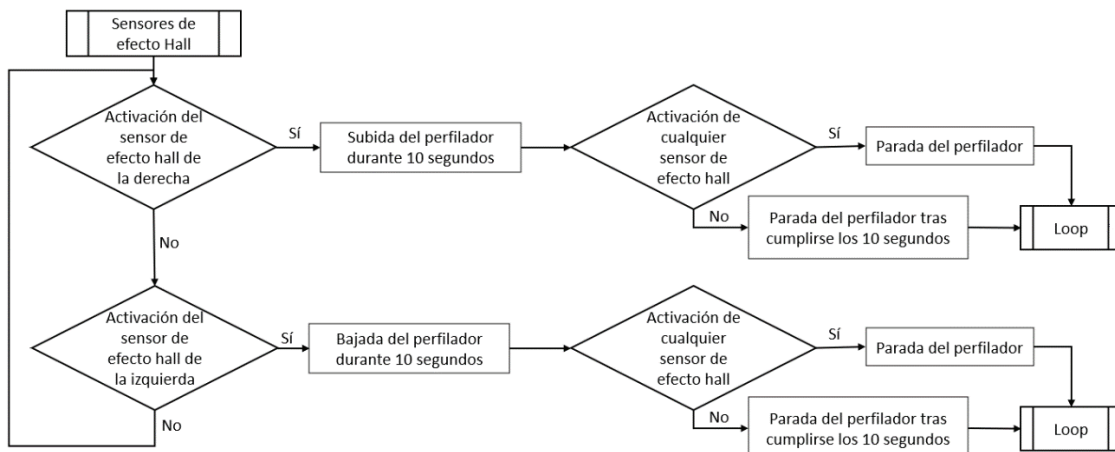 Sensores de
efecto Hall
Activación del
sensor de
efecto hall de
la derecha
Sí
Subida del perfilador
durante 10 segundos
Activación de
cualquier
sensor de
efecto hall
Sí
Parada del perfilador
No
Parada del perfilador tras
cumplirse los 10 segundos
Loop
No
Activación del
sensor de
efecto hall de
la izquierda
Sí
Bajada del perfilador
durante 10 segundos
Activación de
cualquier
sensor de
efecto hall
Sí
Parada del perfilador
No
Parada del perfilador tras
cumplirse los 10 segundos
Loop
No